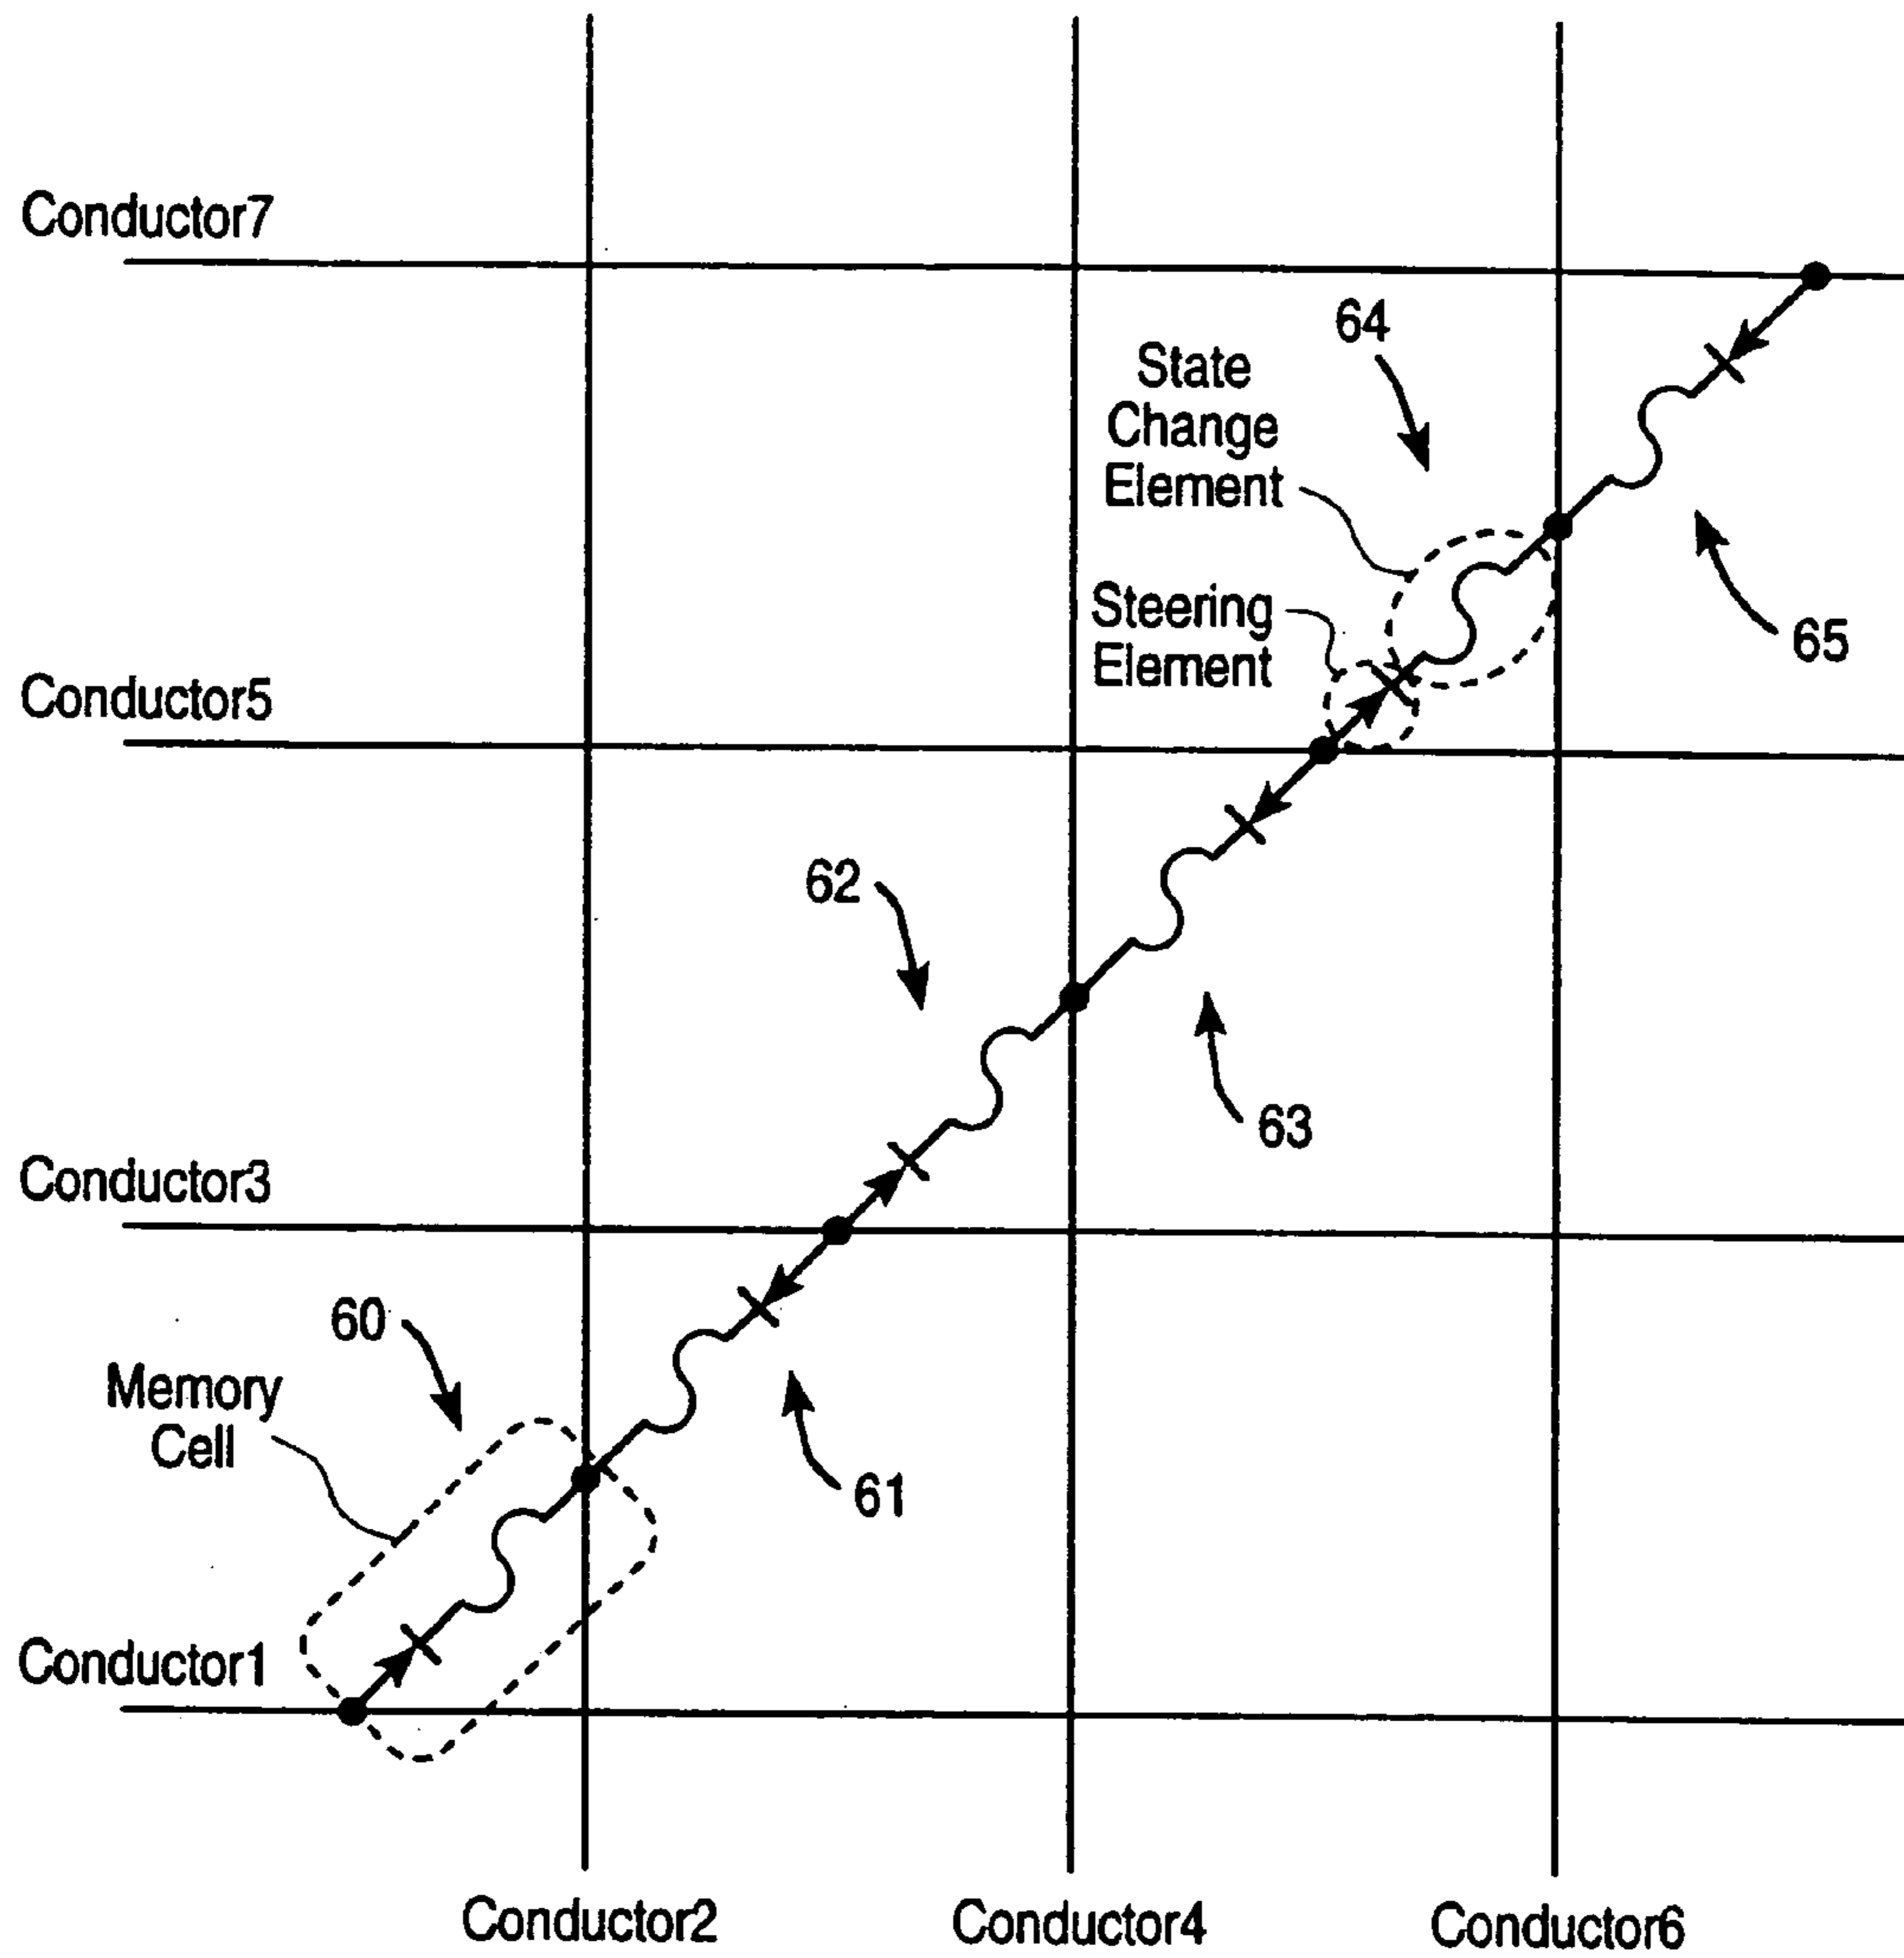 Conductor7
64
State
Change
Element
Steering
Element
65
Conductor5
62
63
Conductor3
60
Memory
Cell
61
Conductor1
Conductor2
Conductor4
Conductor6